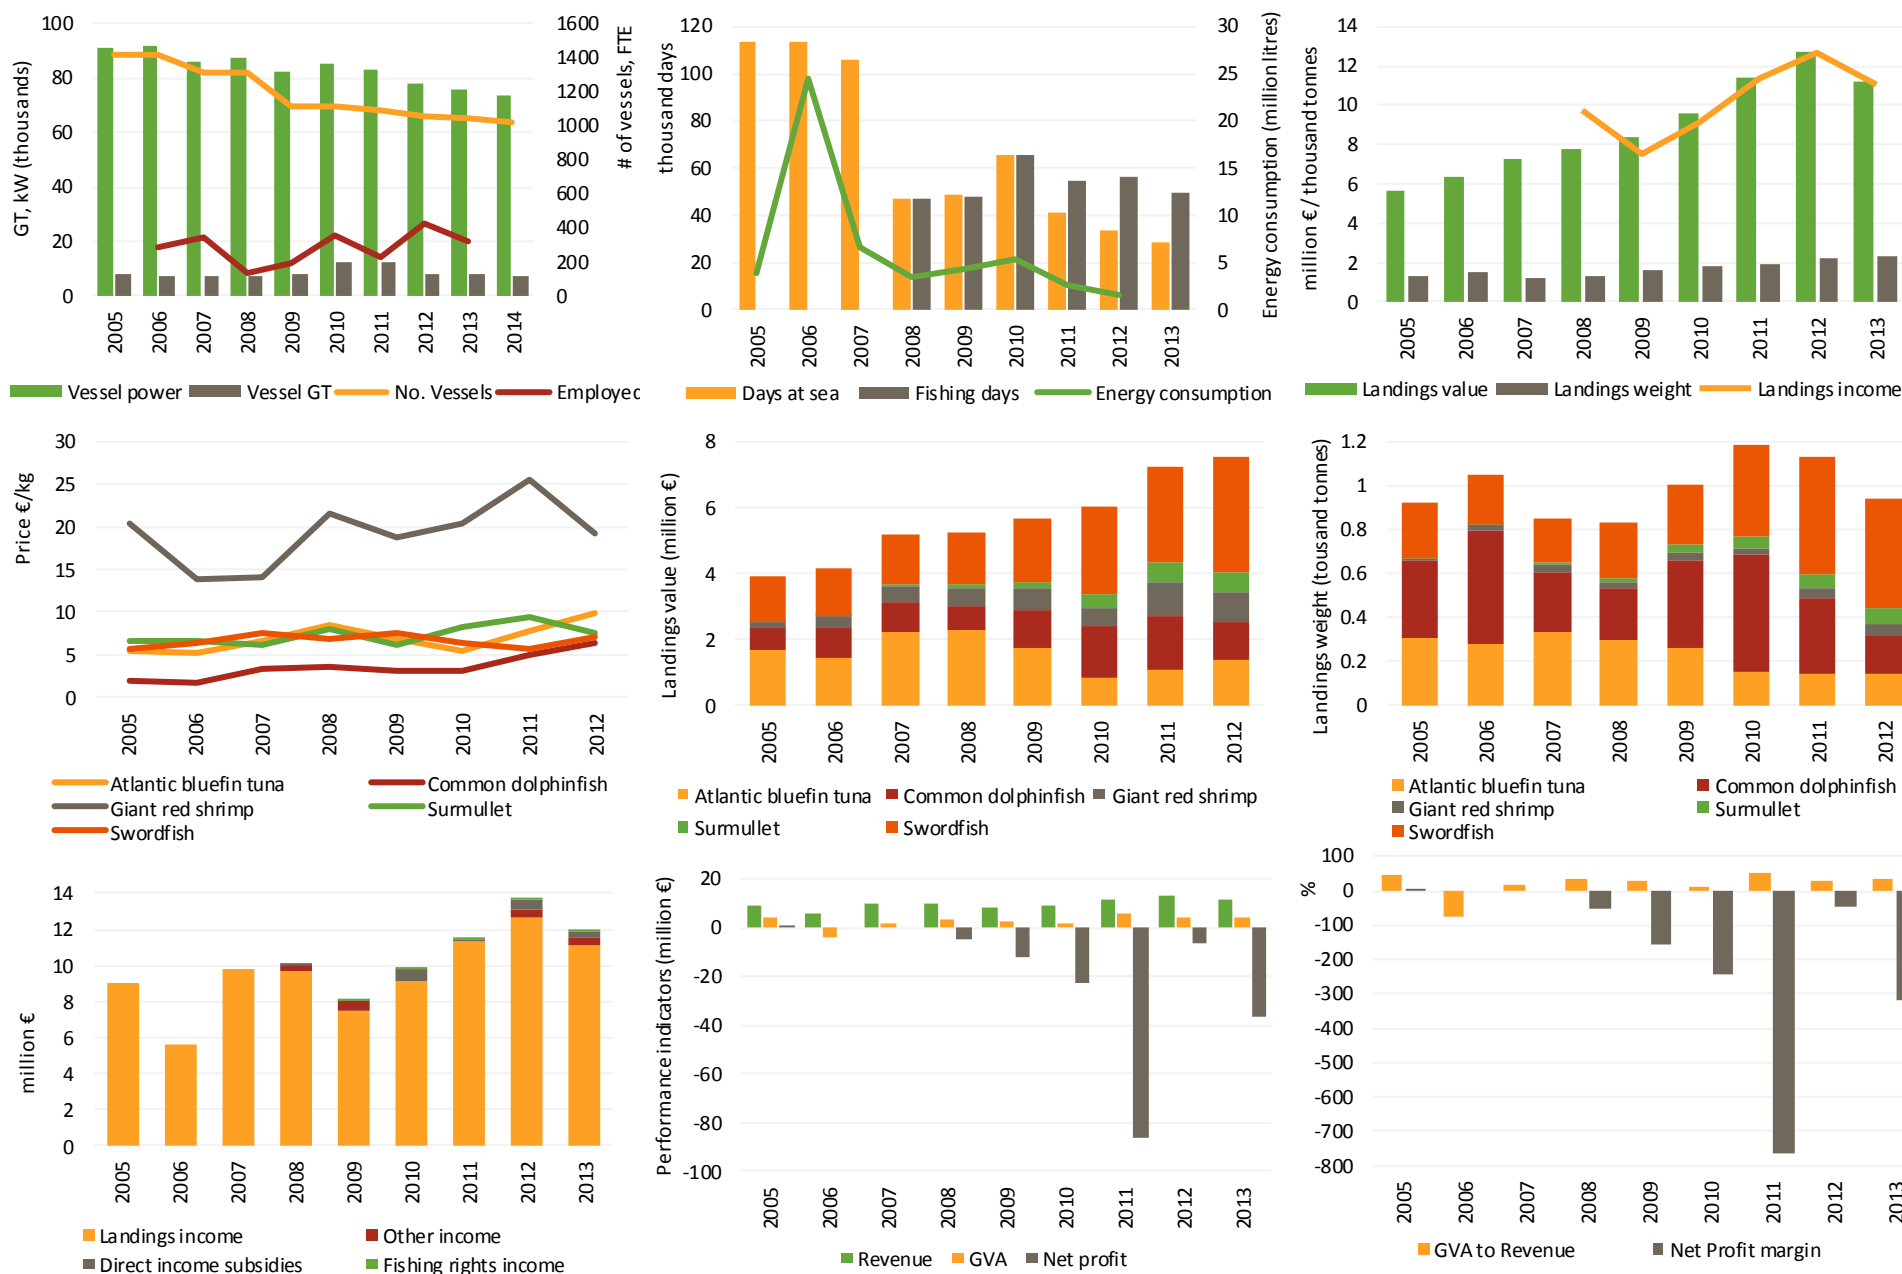 GT, kW (thousands)
100
80
60
40
20
0
1600
1400
1200
1000
800
600
400
200
0
# of vessels, FTE
2005 2006 2007 2008 2009 2010 2011 2012 2013 2014
Vessel power Vessel GT No. Vessels Employed
thousand days
120
100
80
60
40
20
0
30
25
20
15
10
5
0
Energy consumption (million litres)
2005 2006 2007 2008 2009 2010 2011 2012 2013
Days at sea Fishing days Energy consumption
million € / thousand tonnes
14
12
10
8
6
4
2
0
2005 2006 2007 2008 2009 2010 2011 2012 2013
Landings value Landings weight Landings income
Price €/kg
30
25
20
15
10
5
0
2005 2006 2007 2008 2009 2010 2011 2012
Atlantic bluefin tuna Common dolphinfish
Giant red shrimp Surmullet
Swordfish
Landings value (million €)
8
6
4
2
0
2005 2006 2007 2008 2009 2010 2011 2012
Atlantic bluefin tuna Common dolphinfish Giant red shrimp
Surmullet Swordfish
Landings weight (tousand tonnes)
1.2
1
0.8
0.6
0.4
0.2
0
2005 2006 2007 2008 2009 2010 2011 2012
Atlantic bluefin tuna Common dolphinfish
Giant red shrimp Surmullet
Swordfish
million €
14
12
10
8
6
4
2
0
2005 2006 2007 2008 2009 2010 2011 2012 2013
Landings income Other income
Direct income subsidies Fishing rights income
Performance indicators (million €)
20
0
-20
-40
-60
-80
-100
2005 2006 2007 2008 2009 2010 2011 2012 2013
Revenue GVA Net profit
%
100
0
-100
-200
-300
-400
-500
-600
-700
-800
2005 2006 2007 2008 2009 2010 2011 2012 2013
GVA to Revenue Net Profit margin